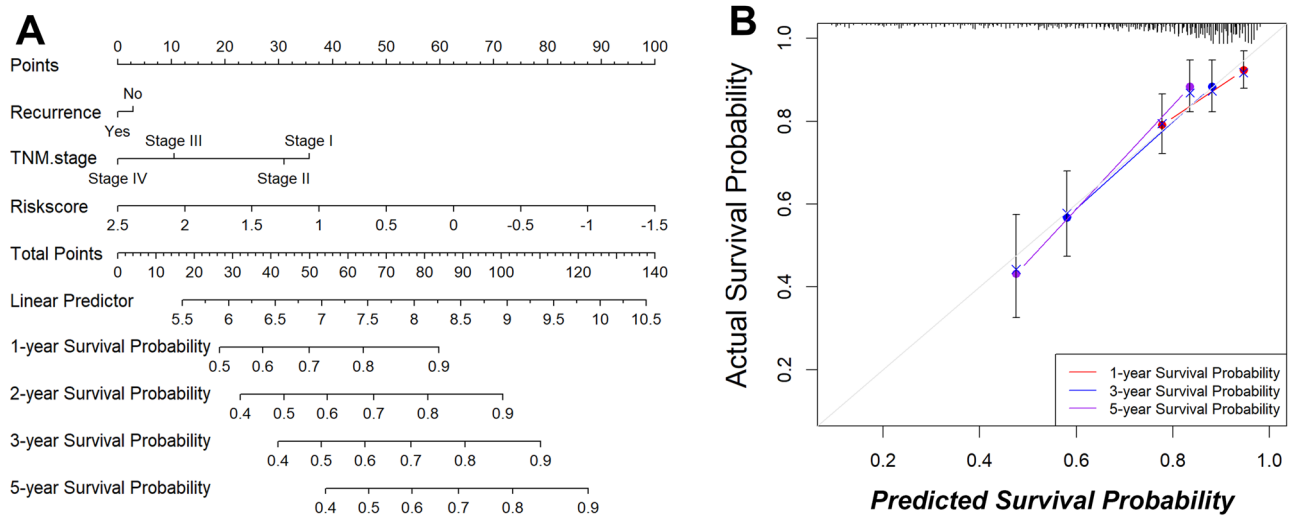 A
Points
0 10 20 30 40 50 60 70 80 90 100
Recurrence
No
Yes
TNM.stage
Stage III Stage I
Stage IV Stage II
Riskscore
2.5 2 1.5 1 0.5 0 -0.5 -1 -1.5
Total Points
0 10 20 30 40 50 60 70 80 90 100 120 140
Linear Predictor
5.5 6 6.5 7 7.5 8 8.5 9 9.5 10 10.5
1-year Survival Probability
0.5 0.6 0.7 0.8 0.9
2-year Survival Probability
0.4 0.5 0.6 0.7 0.8 0.9
3-year Survival Probability
0.4 0.5 0.6 0.7 0.8 0.9
5-year Survival Probability
0.4 0.5 0.6 0.7 0.8 0.9
B
Actual Survival Probability
1.0
0.8
0.6
0.4
0.2
1-year Survival Probability
3-year Survival Probability
5-year Survival Probability
0.2 0.4 0.6 0.8 1.0
Predicted Survival Probability